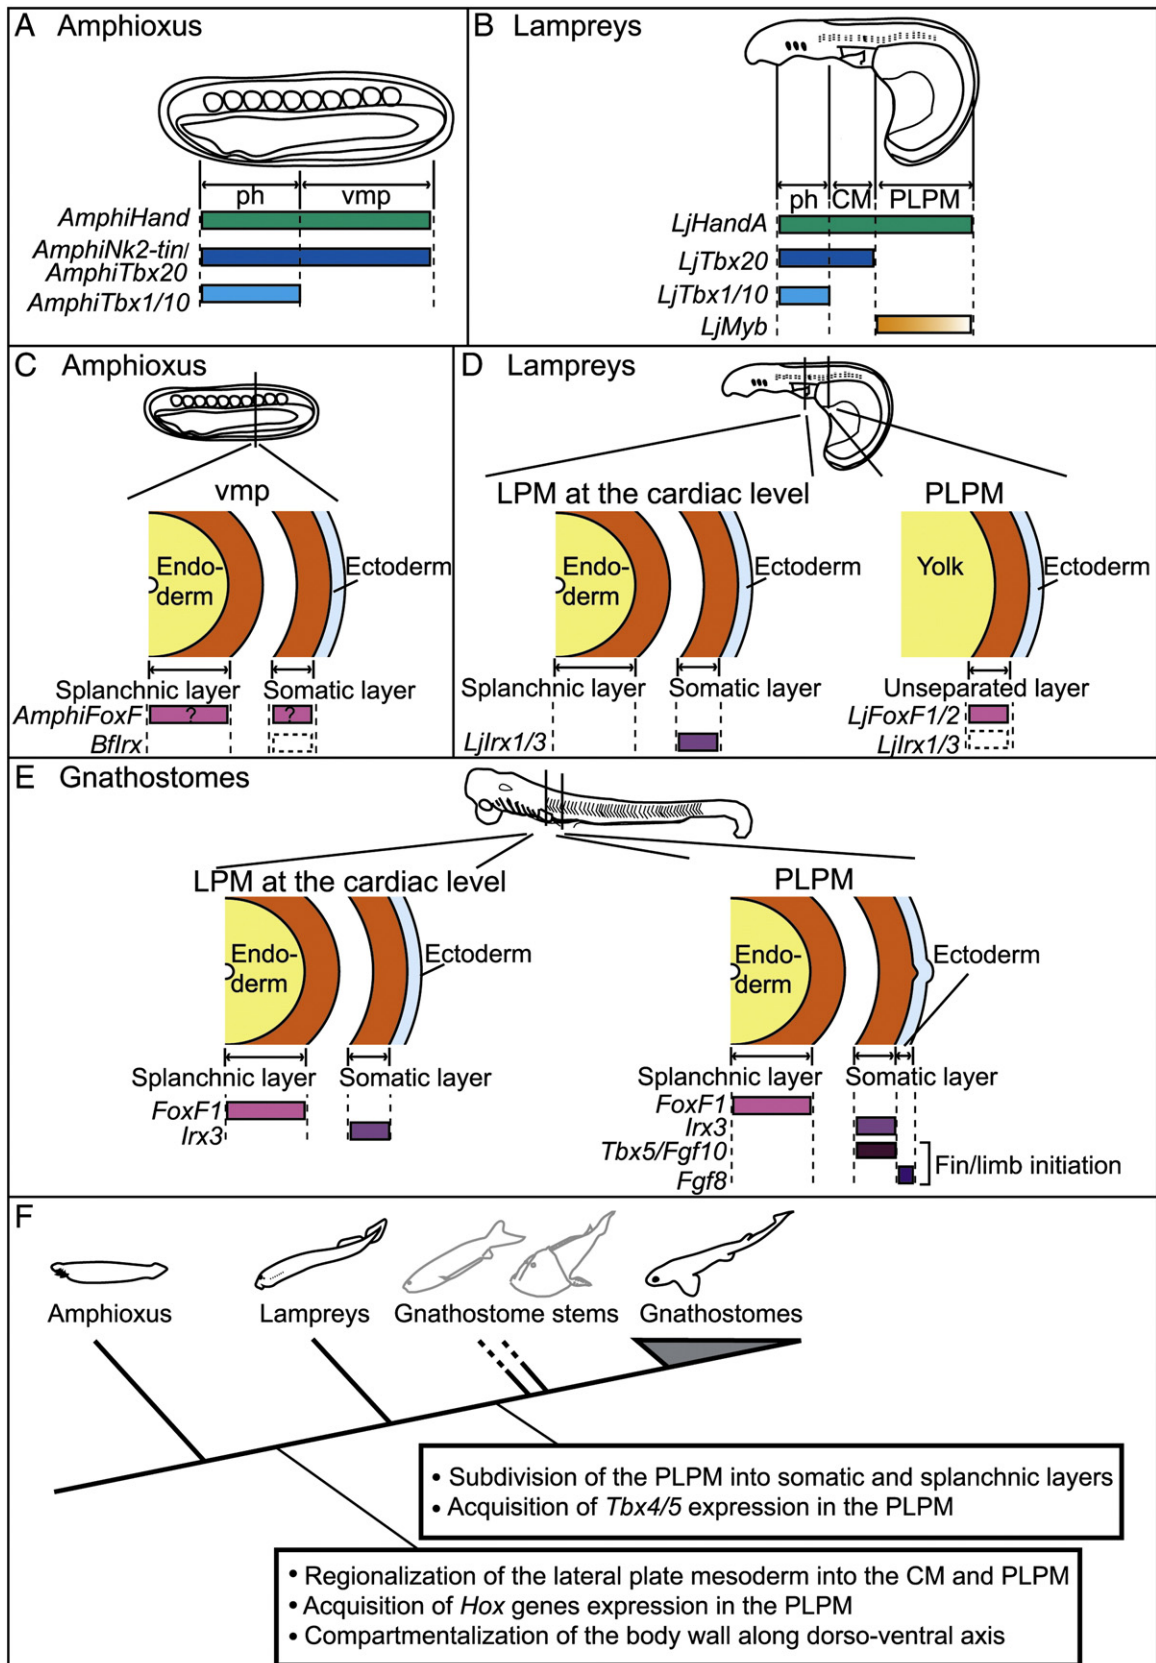 A Amphioxus
ph
vmp
AmphiHand
AmphiNk2-tin/
AmphiTbx20
AmphiTbx1/10
B Lampreys
ph
CM
PLPM
LjHandA
LjTbx20
LjTbx1/10
LjMyb
C Amphioxus
vmp
Endo-
derm
Ectoderm
Splanchnic layer
Somatic layer
AmphiFoxF
?
?
BfIrx
D Lampreys
LPM at the cardiac level
PLPM
Endo-
derm
Ectoderm
Yolk
Ectoderm
Splanchnic layer
Somatic layer
Unseparated layer
LjFoxF1/2
LjIrx1/3
LjIrx1/3
E Gnathostomes
LPM at the cardiac level
PLPM
Endo-
derm
Ectoderm
Endo-
derm
Ectoderm
Splanchnic layer
Somatic layer
FoxF1
Irx3
Splanchnic layer
Somatic layer
FoxF1
Irx3
Tbx5/Fgf10
Fgf8
Fin/limb initiation
F
Amphioxus
Lampreys
Gnathostome stems
Gnathostomes
• Subdivision of the PLPM into somatic and splanchnic layers
• Acquisition of Tbx4/5 expression in the PLPM
• Regionalization of the lateral plate mesoderm into the CM and PLPM
• Acquisition of Hox genes expression in the PLPM
• Compartmentalization of the body wall along dorso-ventral axis